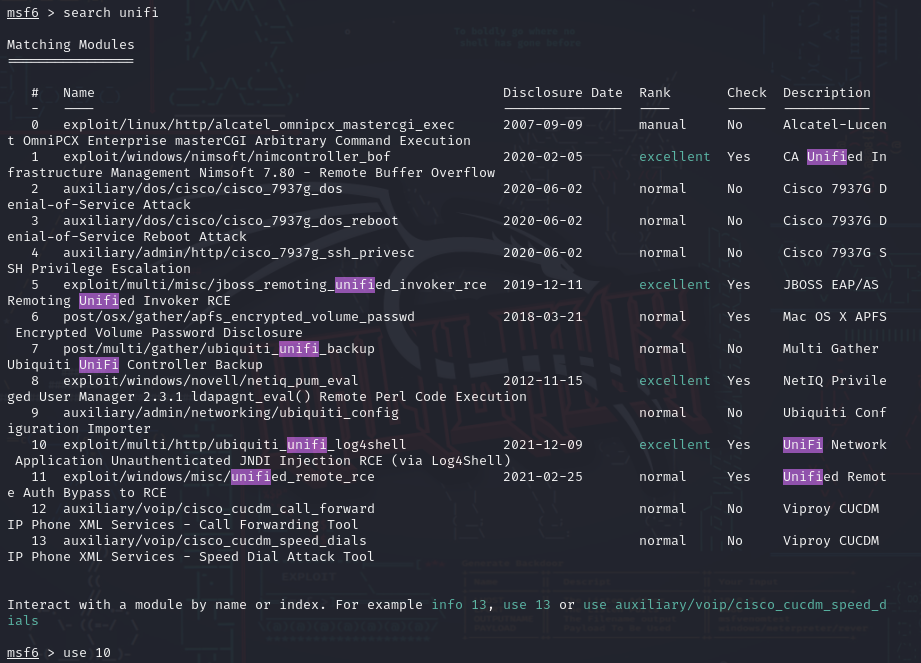 msf6 > search unifi
Matching Modules
================
#  Name  Disclosure Date  Rank  Check  Description
-  ----  ---------------  ----  -----  -----------
0  exploit/linux/http/alcatel_omnipcx_mastercgi_exec  2007-09-09  manual  No  Alcatel-Lucen
t OmniPCX Enterprise masterCGI Arbitrary Command Execution
1  exploit/windows/nimsoft/nimcontroller_bof  2020-02-05  excellent  Yes  CA Unified In
frastructure Management Nimsoft 7.80 - Remote Buffer Overflow
2  auxiliary/dos/cisco/cisco_7937g_dos  2020-06-02  normal  No  Cisco 7937G D
enial-of-Service Attack
3  auxiliary/dos/cisco/cisco_7937g_dos_reboot  2020-06-02  normal  No  Cisco 7937G D
enial-of-Service Reboot Attack
4  auxiliary/admin/http/cisco_7937g_ssh_privesc  2020-06-02  normal  No  Cisco 7937G S
SH Privilege Escalation
5  exploit/multi/misc/jboss_remoting_unified_invoker_rce  2019-12-11  excellent  Yes  JBOSS EAP/AS
Remoting Unified Invoker RCE
6  post/osx/gather/apfs_encrypted_volume_passwd  2018-03-21  normal  Yes  Mac OS X APFS
Encrypted Volume Password Disclosure
7  post/multi/gather/ubiquiti_unifi_backup  normal  No  Multi Gather
Ubiquiti UniFi Controller Backup
8  exploit/windows/novell/netiq_pum_eval  2012-11-15  excellent  Yes  NetIQ Privile
ged User Manager 2.3.1 ldapagnt_eval() Remote Perl Code Execution
9  auxiliary/admin/networking/ubiquiti_config  normal  No  Ubiquiti Conf
iguration Importer
10  exploit/multi/http/ubiquiti_unifi_log4shell  2021-12-09  excellent  Yes  UniFi Network
Application Unauthenticated JNDI Injection RCE (via Log4Shell)
11  exploit/windows/misc/unified_remote_rce  2021-02-25  normal  Yes  Unified Remot
e Auth Bypass to RCE
12  auxiliary/voip/cisco_cucdm_call_forward  normal  No  Viproy CUCDM
IP Phone XML Services - Call Forwarding Tool
13  auxiliary/voip/cisco_cucdm_speed_dials  normal  No  Viproy CUCDM
IP Phone XML Services - Speed Dial Attack Tool
Interact with a module by name or index. For example info 13, use 13 or use auxiliary/voip/cisco_cucdm_speed_d
ials
msf6 > use 10